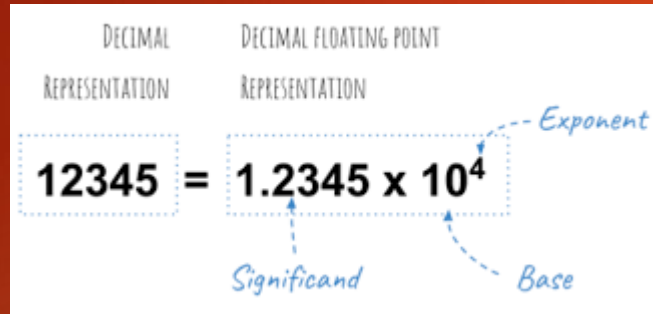 DECIMAL
REPRESENTATION
DECIMAL FLOATING POINT
REPRESENTATION
Exponent
12345 = 1.2345 x 10⁴
Significand
Base